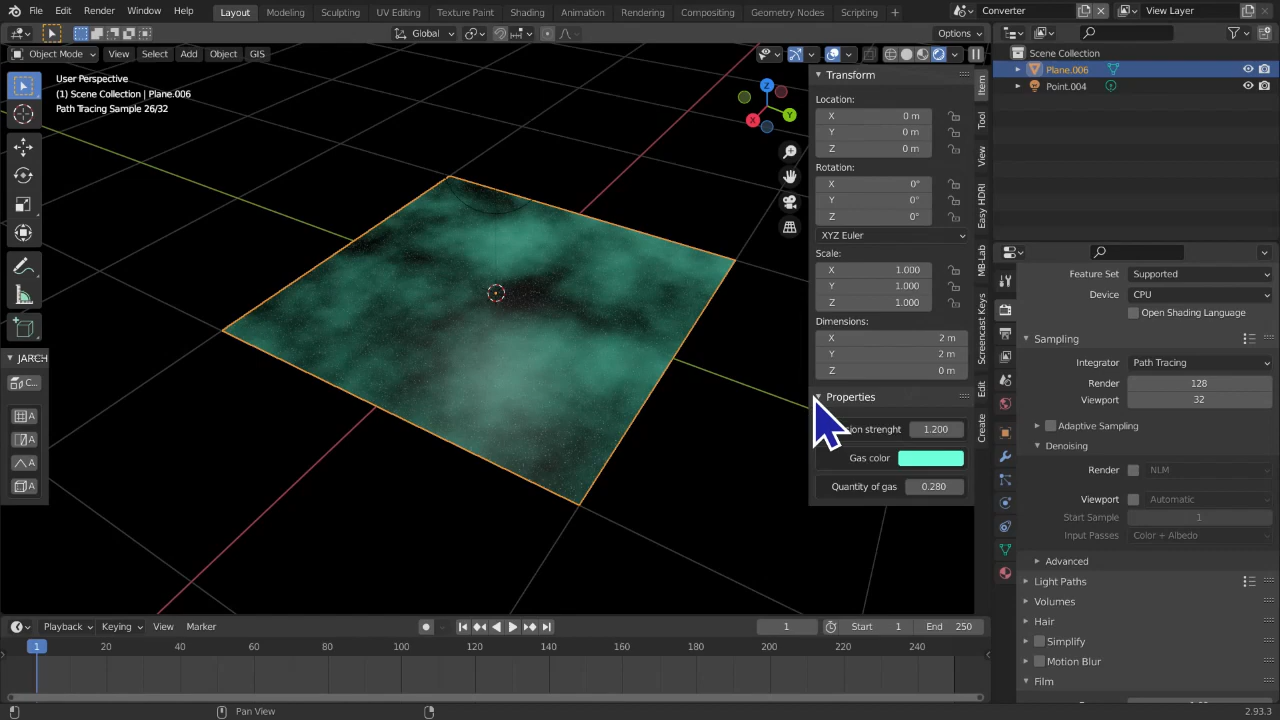 File Edit Render Window Help Layout Modeling Sculpting UV Editing Texture Paint Shading Animation Rendering Compositing Geometry Nodes Scripting + Converter View Layer
Global Options
Object Mode View Select Add Object GIS
User Perspective
(1) Scene Collection | Plane.006
Path Tracing Sample 26/32
Z
Y
X
Transform
Location:
X 0 m
Y 0 m
Z 0 m
Rotation:
X 0°
Y 0°
Z 0°
XYZ Euler
Scale:
X 1.000
Y 1.000
Z 1.000
Dimensions:
X 2 m
Y 2 m
Z 0 m
Properties
sion strenght 1.200
Gas color
Quantity of gas 0.280
Item
Tool
View
Easy HDRI
MB-Lab
Screencast Keys
Edit
Create
JARCH
C...
A
A
A
A
Scene Collection
Plane.006
Point.004
Feature Set Supported
Device CPU
Open Shading Language
Sampling
Integrator Path Tracing
Render 128
Viewport 32
Adaptive Sampling
Denoising
Render NLM
Viewport Automatic
Start Sample 1
Input Passes Color + Albedo
Advanced
Light Paths
Volumes
Hair
Simplify
Motion Blur
Film
Playback Keying View Marker 1 Start 1 End 250
1 20 40 60 80 100 120 140 160 180 200 220 240
Pan View 2.93.3